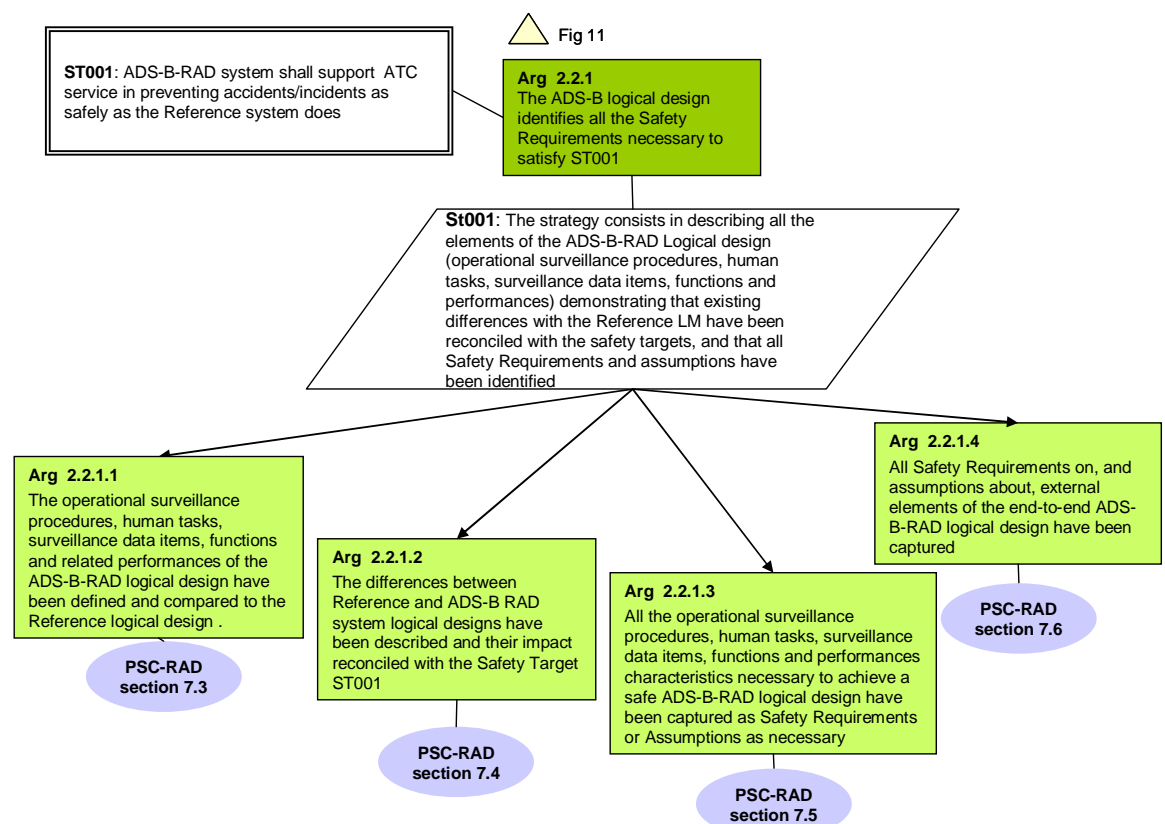 Fig 11
ST001: ADS-B-RAD system shall support ATC
service in preventing accidents/incidents as
safely as the Reference system does
Arg 2.2.1
The ADS-B logical design
identifies all the Safety
Requirements necessary to
satisfy ST001
St001: The strategy consists in describing all the
elements of the ADS-B-RAD Logical design
(operational surveillance procedures, human
tasks, surveillance data items, functions and
performances) demonstrating that existing
differences with the Reference LM have been
reconciled with the safety targets, and that all
Safety Requirements and assumptions have
been identified
Arg 2.2.1.1
The operational surveillance
procedures, human tasks,
surveillance data items, functions
and related performances of the
ADS-B-RAD logical design have
been defined and compared to the
Reference logical design .
PSC-RAD
section 7.3
Arg 2.2.1.2
The differences between
Reference and ADS-B RAD
system logical designs have
been described and their impact
reconciled with the Safety Target
ST001
PSC-RAD
section 7.4
Arg 2.2.1.3
All the operational surveillance
procedures, human tasks, surveillance
data items, functions and performances
characteristics necessary to achieve a
safe ADS-B-RAD logical design have
been captured as Safety Requirements
or Assumptions as necessary
PSC-RAD
section 7.5
Arg 2.2.1.4
All Safety Requirements on, and
assumptions about, external
elements of the end-to-end ADS-
B-RAD logical design have been
captured
PSC-RAD
section 7.6